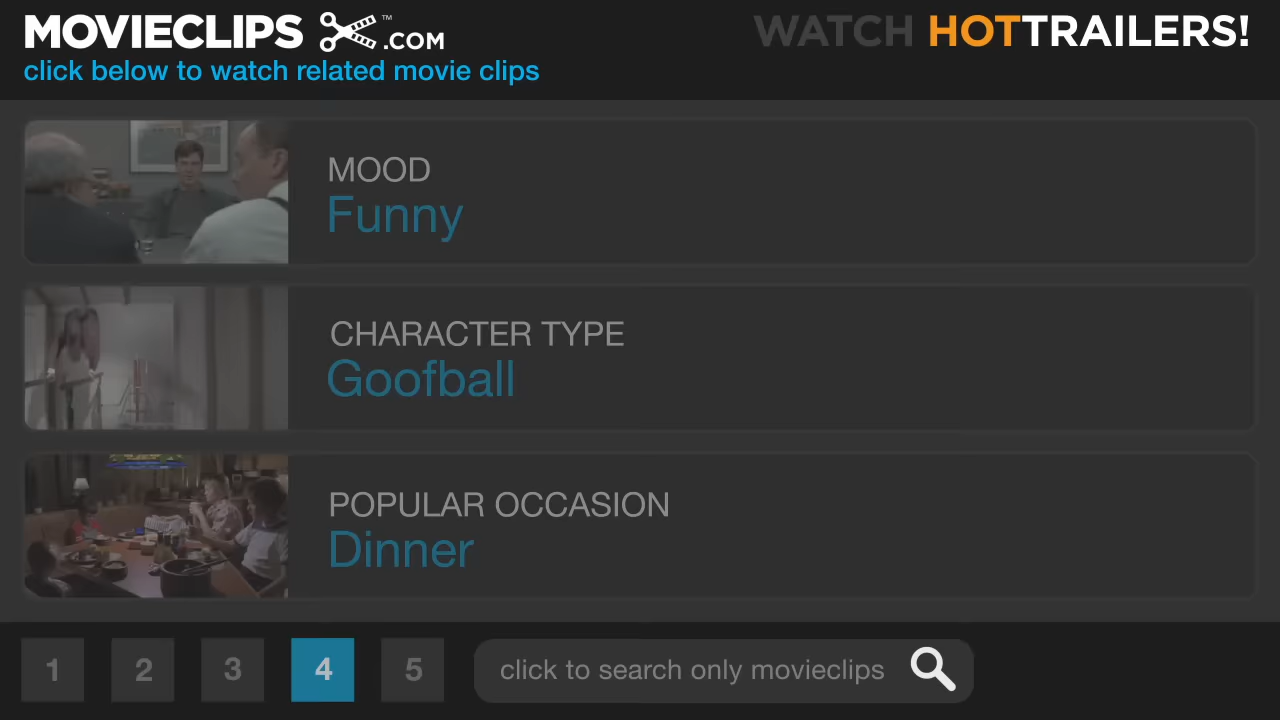 MOVIECLIPS ™ .COM
WATCH HOTTRAILERS!
click below to watch related movie clips
MOOD
Funny
CHARACTER TYPE
Goofball
POPULAR OCCASION
Dinner
1 2 3 4 5
click to search only movieclips